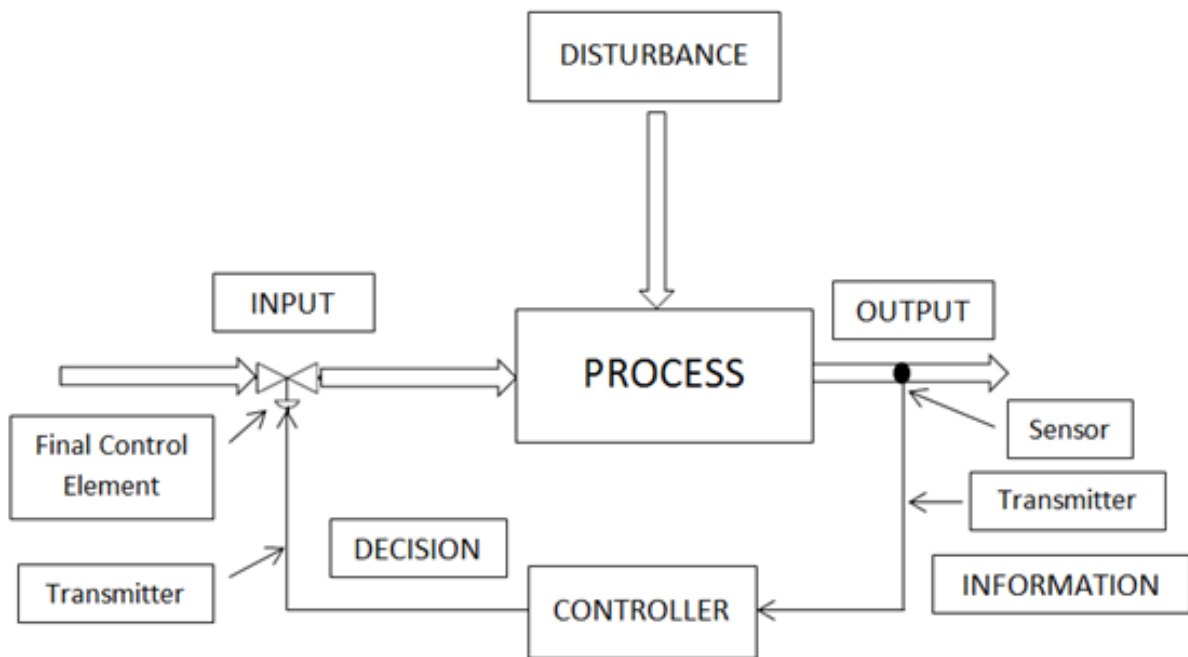 DISTURBANCE
INPUT
OUTPUT
PROCESS
Final Control
Element
Sensor
Transmitter
DECISION
Transmitter
CONTROLLER
INFORMATION